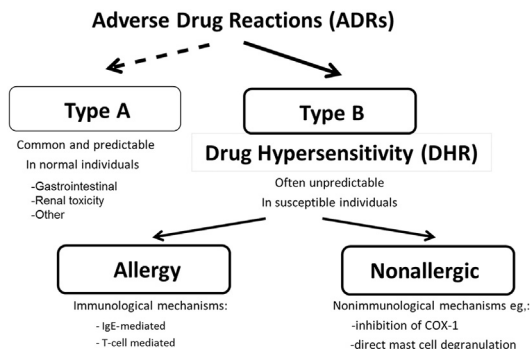 Adverse Drug Reactions (ADRs)
Type A
Common and predictable
In normal individuals
-Gastrointestinal
-Renal toxicity
-Other
Type B
Drug Hypersensitivity (DHR)
Often unpredictable
In susceptible individuals
Allergy
Immunological mechanisms:
- IgE-mediated
- T-cell mediated
Nonallergic
Nonimmunological mechanisms eg,:
-inhibition of COX-1
-direct mast cell degranulation